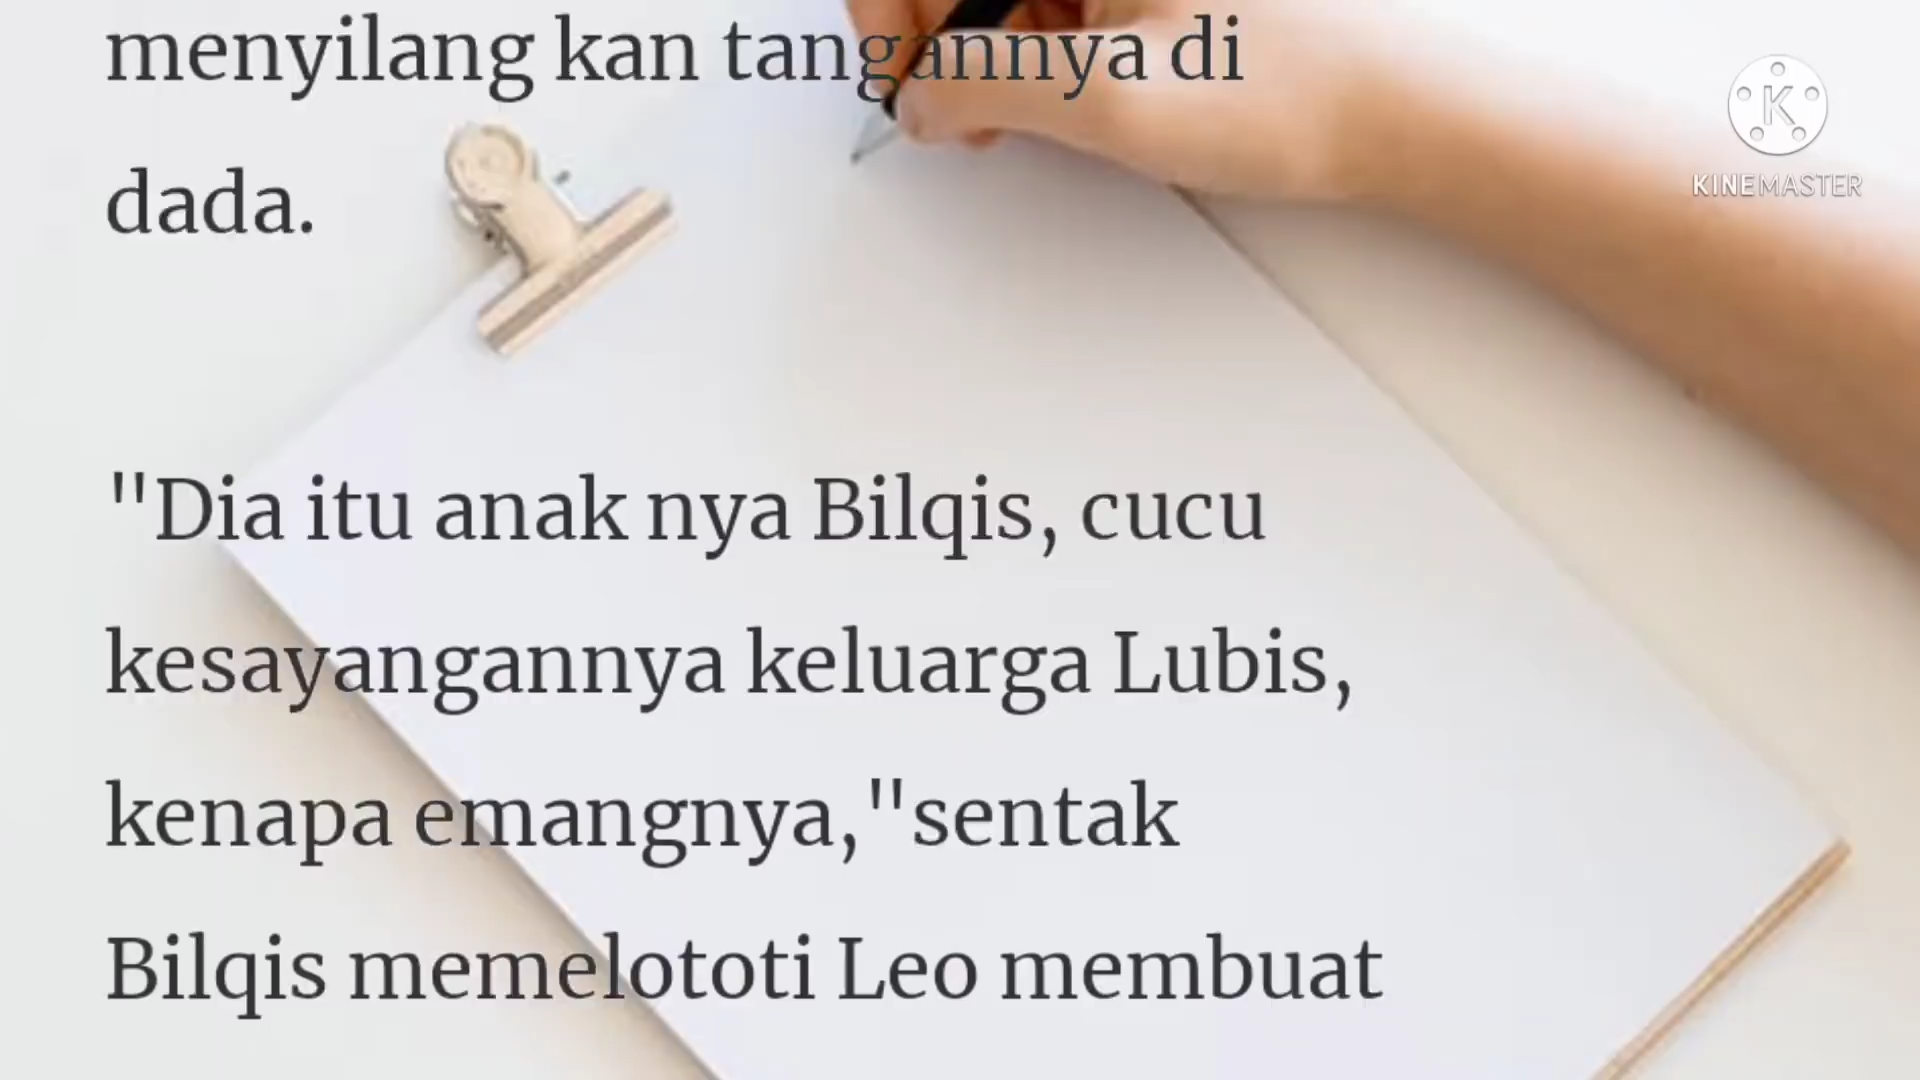 menyilang kan tangannya di
dada.
"Dia itu anak nya Bilqis, cucu
kesayangannya keluarga Lubis,
kenapa emangnya,"sentak
Bilqis memelototi Leo membuat
K
KINEMASTER